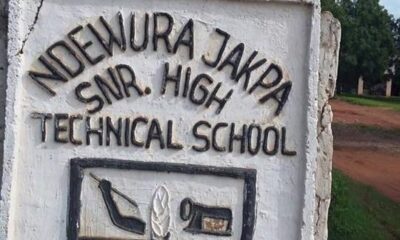 NDEWURA JAKPA
SNR. HIGH
TECHNICAL SCHOOL